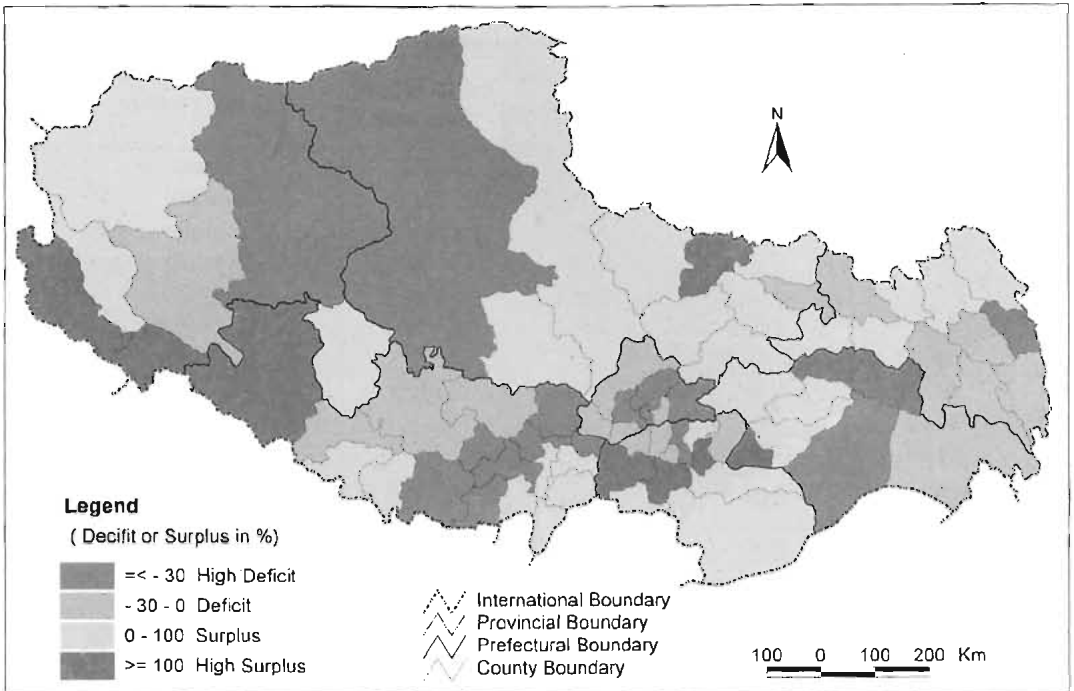 N
Legend
( Decifit or Surplus in %)
=< - 30 High Deficit
- 30 - 0 Deficit
0 - 100 Surplus
>= 100 High Surplus
International Boundary
Provincial Boundary
Prefectural Boundary
County Boundary
100 0 100 200 Km